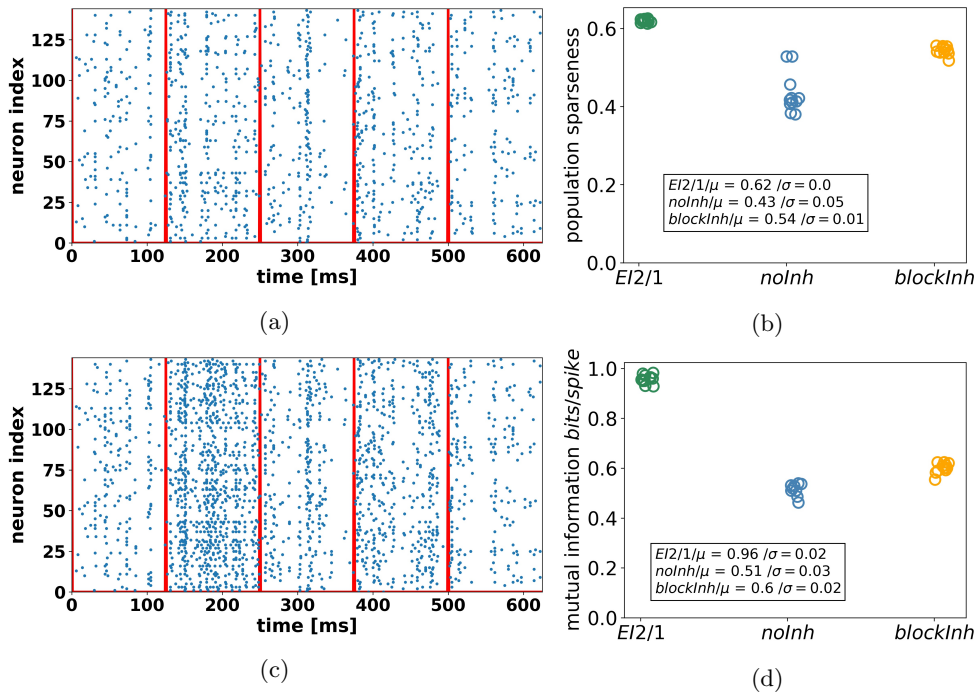 neuron index
125
100
75
50
25
0
0 100 200 300 400 500 600
time [ms]
(a)
population sparseness
0.6
0.4
0.2
0.0
EI2/1/μ = 0.62 /σ = 0.0
noInh/μ = 0.43 /σ = 0.05
blockInh/μ = 0.54 /σ = 0.01
EI2/1 noInh blockInh
(b)
neuron index
125
100
75
50
25
0
0 100 200 300 400 500 600
time [ms]
(c)
mutual information bits/spike
1.0
0.8
0.6
0.4
0.2
0.0
EI2/1/μ = 0.96 /σ = 0.02
noInh/μ = 0.51 /σ = 0.03
blockInh/μ = 0.6 /σ = 0.02
EI2/1 noInh blockInh
(d)